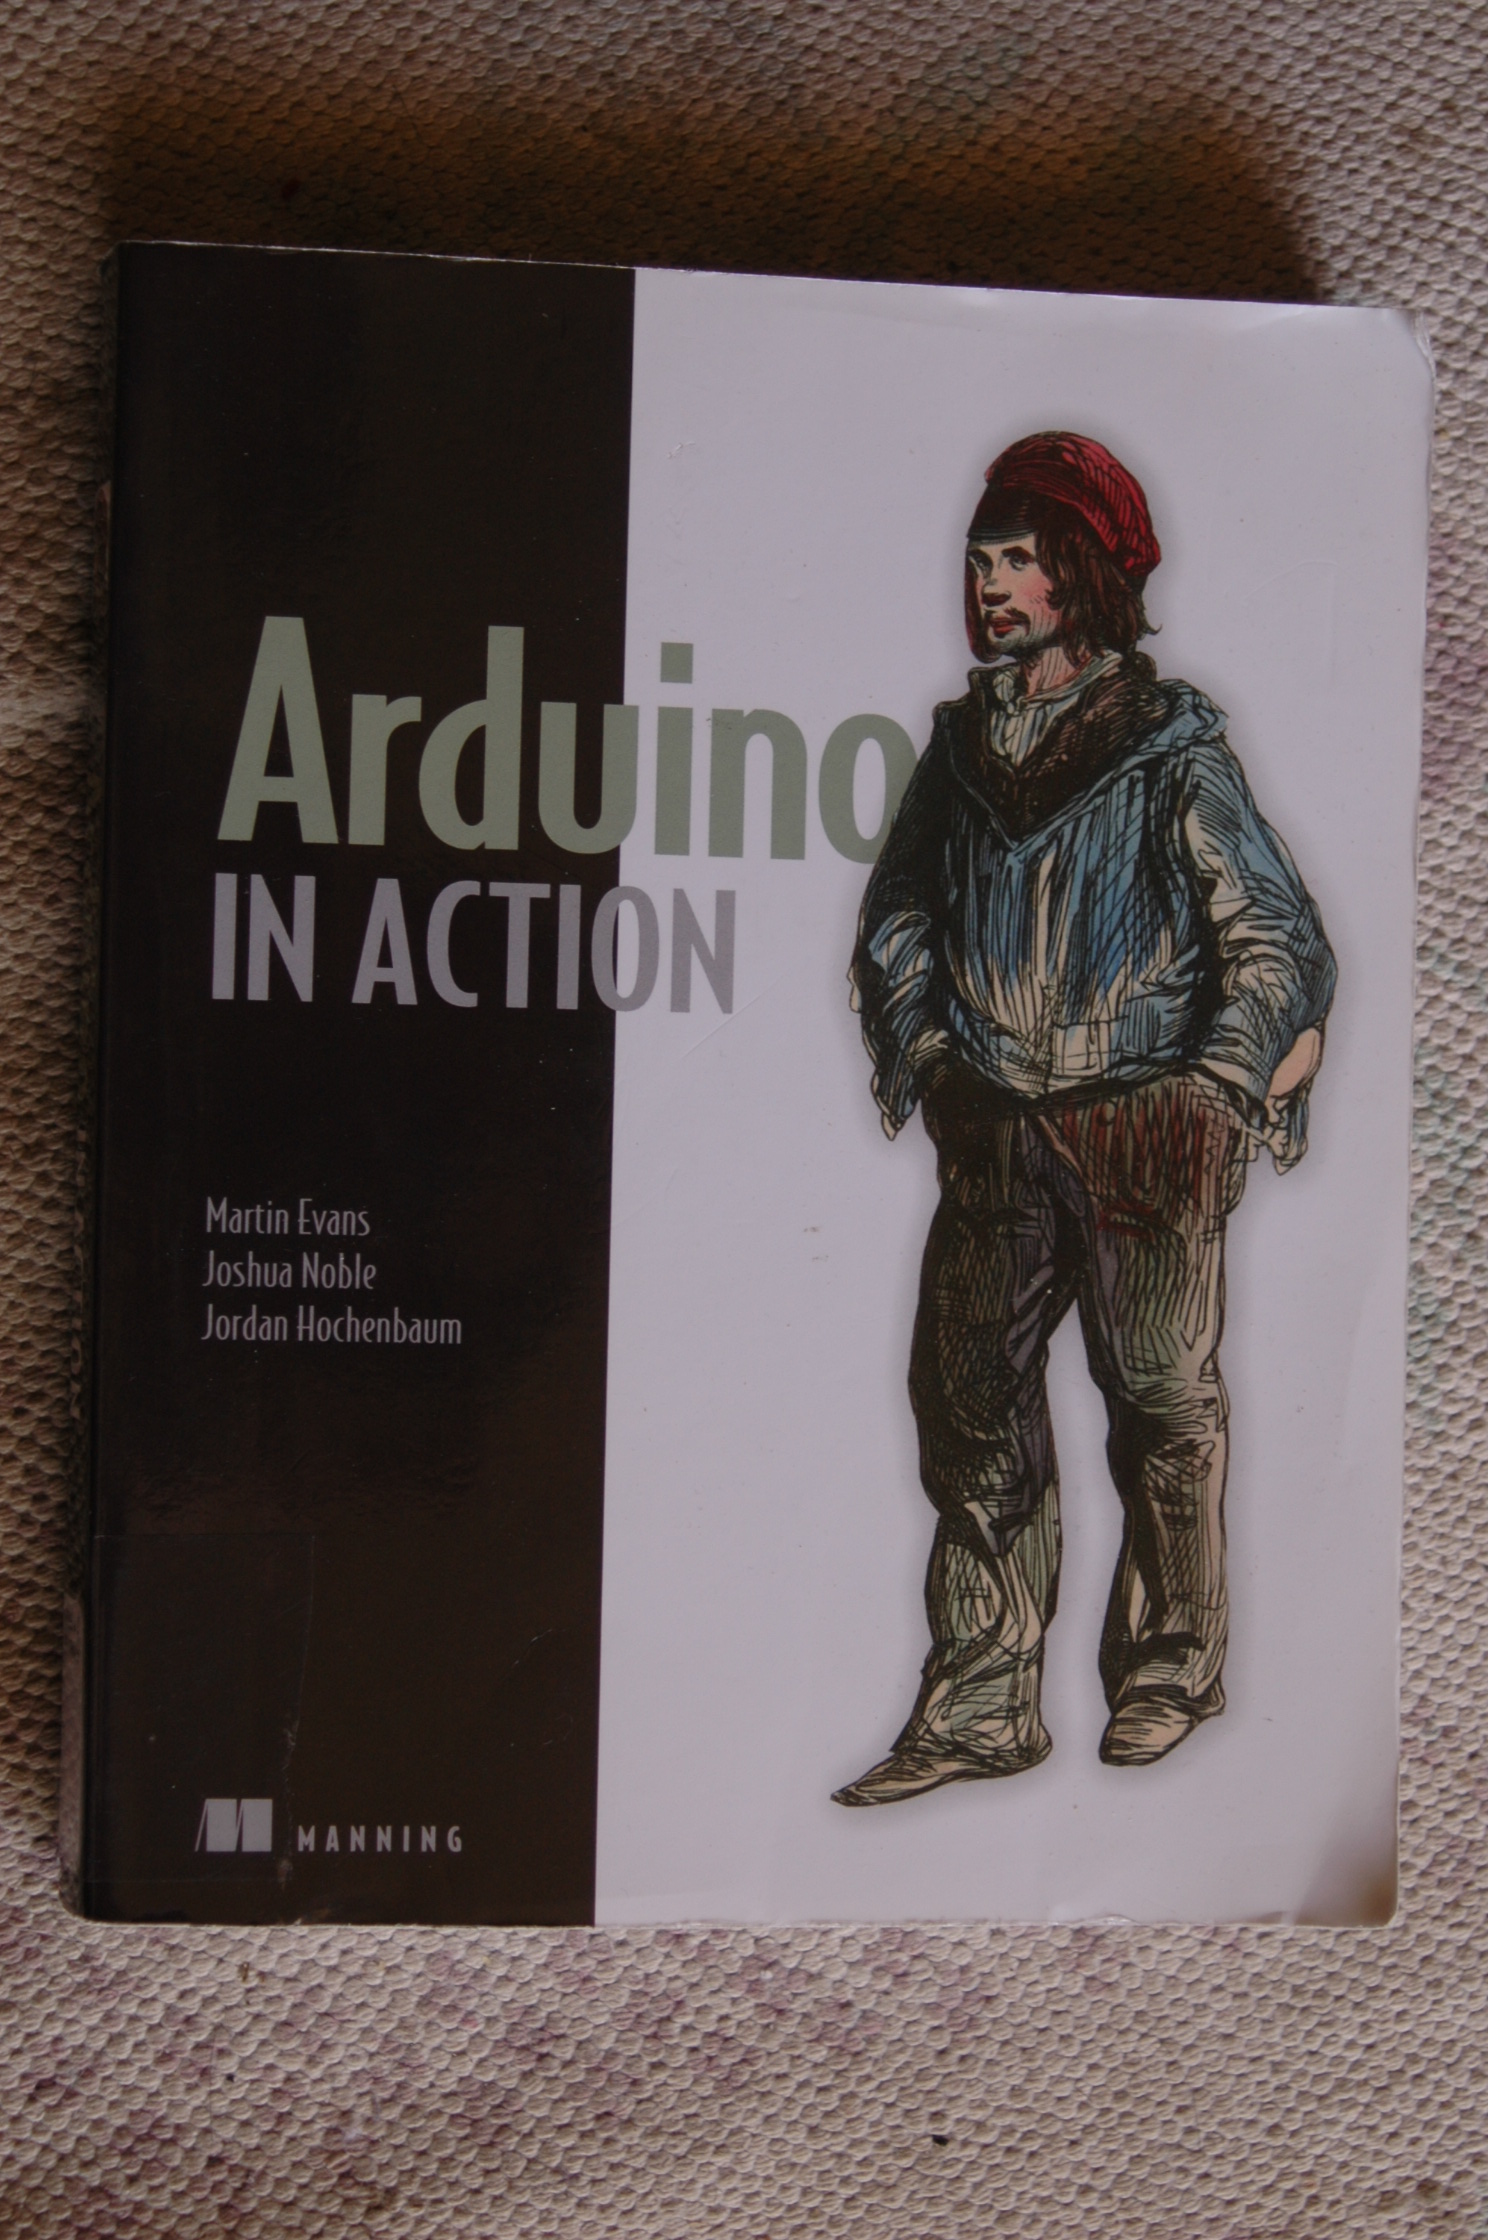 Arduino
IN ACTION
Martin Evans
Joshua Noble
Jordan Hochenbaum
MANNING